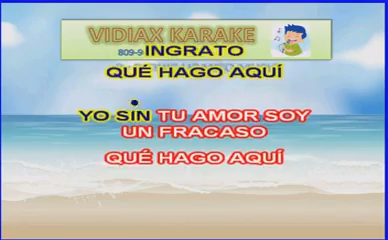 VIDIAX KARAKE
809-9
INGRATO
QUÉ HAGO AQUÍ
YO SIN TU AMOR SOY
UN FRACASO
QUÉ HAGO AQUÍ